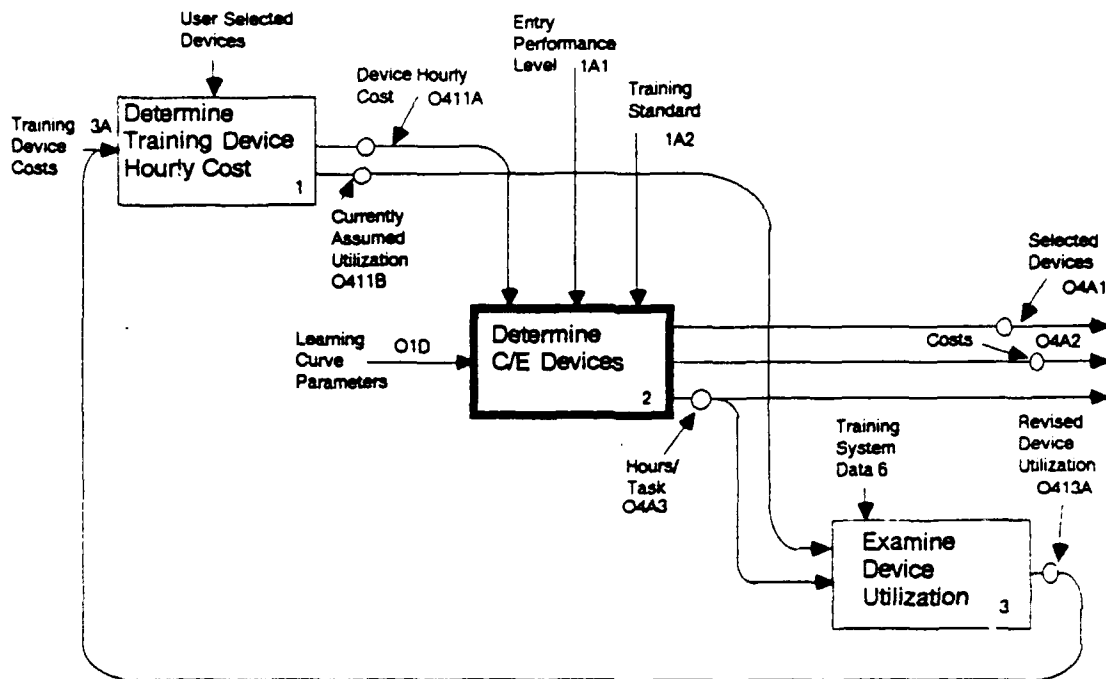 User Selected
Devices
Entry
Performance
Level 1A1
Device Hourly
Cost O411A
Training
Standard
1A2
Training 3A
Device
Costs
Determine
Training Device
Hourly Cost
1
Currently
Assumed
Utilization
O411B
Selected
Devices
O4A1
Learning
Curve
Parameters
O1D
Determine
C/E Devices
2
Costs O4A2
Hours/
Task
O4A3
Training
System
Data 6
Revised
Device
Utilization
O413A
Examine
Device
Utilization
3